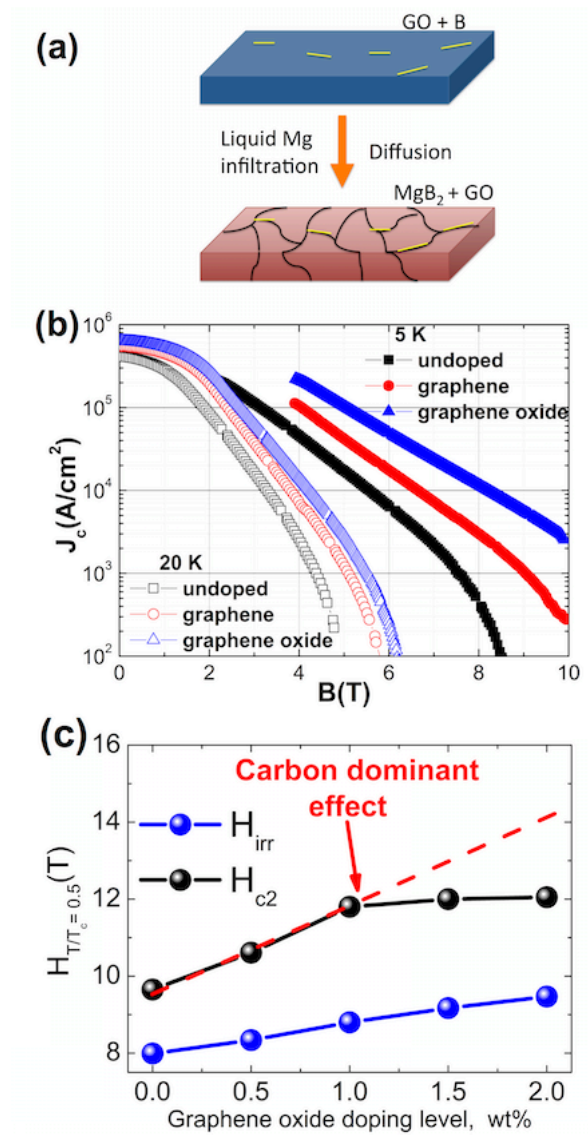 (a)
GO + B
Liquid Mg
infiltration
Diffusion
MgB₂ + GO
(b)
10⁶
10⁵
10⁴
10³
10²
J_c(A/cm²)
5 K
undoped
graphene
graphene oxide
20 K
undoped
graphene
graphene oxide
0 2 4 6 8 10
B(T)
(c)
16
14
12
10
8
H_T/T_c = 0.5(T)
Carbon dominant
effect
H_irr
H_c2
0.0 0.5 1.0 1.5 2.0
Graphene oxide doping level, wt%